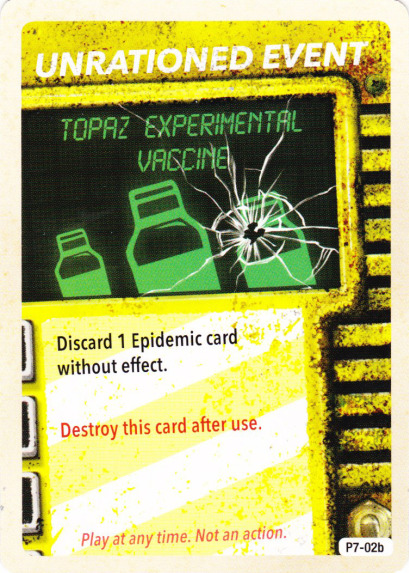 UNRATIONED EVENT
TOPAZ EXPERIMENTAL
VACCINE
Discard 1 Epidemic card
without effect.
Destroy this card after use.
Play at any time. Not an action.
P7-02b